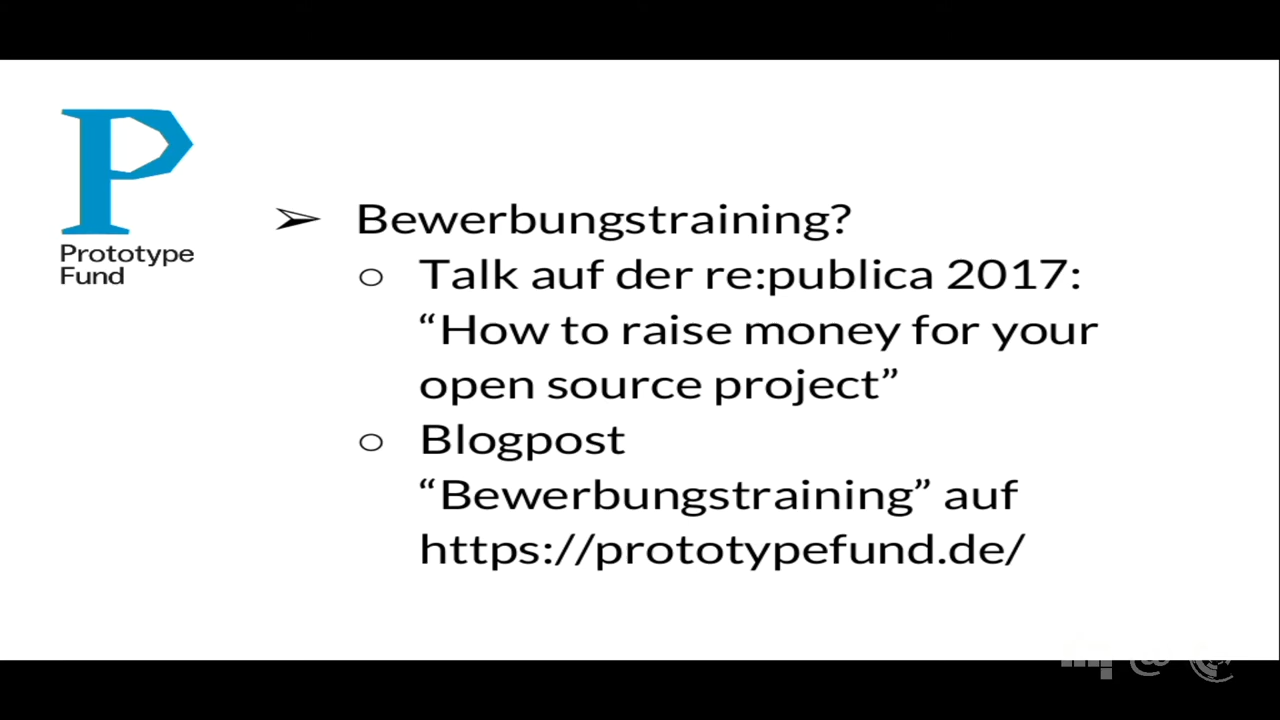 Prototype
Fund
➢ Bewerbungstraining?
○ Talk auf der re:publica 2017:
“How to raise money for your
open source project”
○ Blogpost
“Bewerbungstraining” auf
https://prototypefund.de/